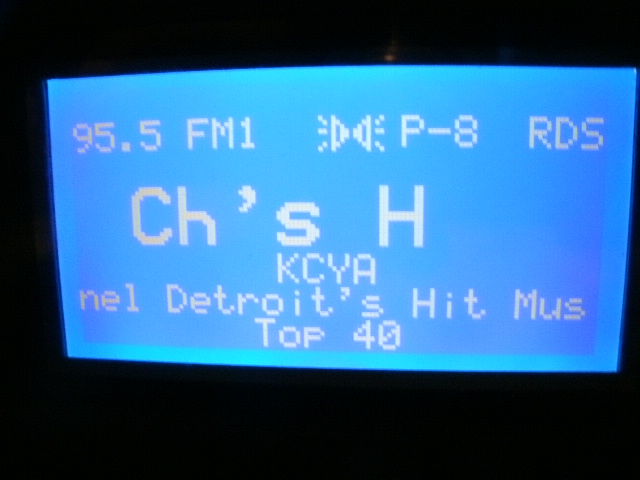 95.5 FM1 P-8 RDS
Ch's H
KCYA
nel Detroit's Hit Mus
Top 40